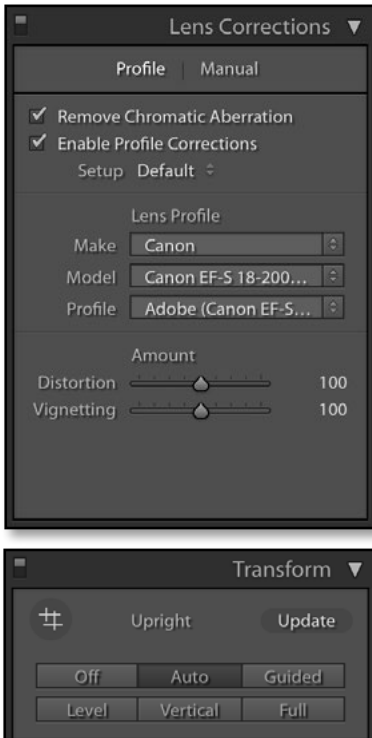 Lens Corrections
Profile | Manual
Remove Chromatic Aberration
Enable Profile Corrections
Setup Default
Lens Profile
Make Canon
Model Canon EF-S 18-200...
Profile Adobe (Canon EF-S...
Amount
Distortion 100
Vignetting 100
Transform
Upright Update
Off Auto Guided
Level Vertical Full